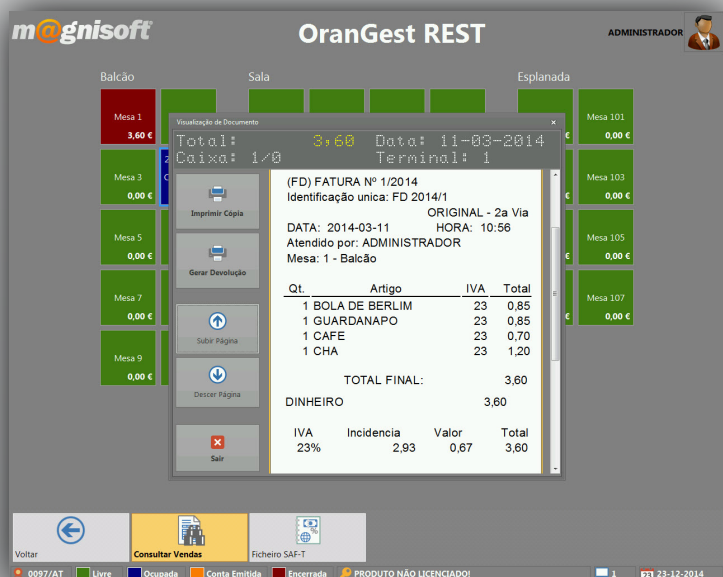 m@gnisoft
OranGest REST
ADMINISTRADOR
Balcão
Sala
Esplanada
Mesa 1
3,60 €
Mesa 101
0,00 €
Mesa 3
0,00 €
Mesa 103
0,00 €
Mesa 5
0,00 €
Mesa 105
0,00 €
Mesa 7
0,00 €
Mesa 107
0,00 €
Mesa 9
0,00 €
Visualização de Documento
Total: 3,60 Data: 11-03-2014
Caixa: 1/0 Terminal: 1
Imprimir Cópia
Gerar Devolução
Subir Página
Descer Página
Sair
(FD) FATURA Nº 1/2014
Identificação unica: FD 2014/1
ORIGINAL - 2a Via
DATA: 2014-03-11 HORA: 10:56
Atendido por: ADMINISTRADOR
Mesa: 1 - Balcão
Qt. Artigo IVA Total
1 BOLA DE BERLIM 23 0,85
1 GUARDANAPO 23 0,85
1 CAFE 23 0,70
1 CHA 23 1,20
TOTAL FINAL: 3,60
DINHEIRO 3,60
IVA Incidencia Valor Total
23% 2,93 0,67 3,60
Voltar
Consultar Vendas
Ficheiro SAF-T
0097/AT Livre Ocupada Conta Emitida Encerrada PRODUTO NÃO LICENCIADO! 1 23 23-12-2014